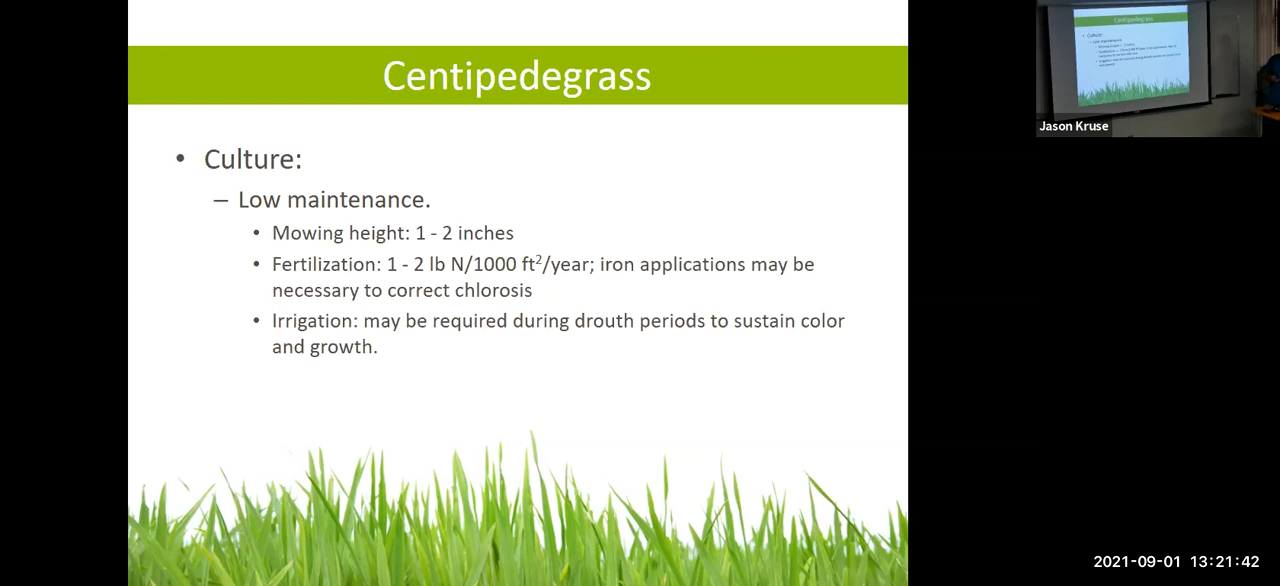 Centipedegrass
• Culture:
– Low maintenance.
• Mowing height: 1 - 2 inches
• Fertilization: 1 - 2 lb N/1000 ft²/year; iron applications may be
necessary to correct chlorosis
• Irrigation: may be required during drouth periods to sustain color
and growth.
Centipedegrass
Culture:
Jason Kruse
2021-09-01 13:21:42